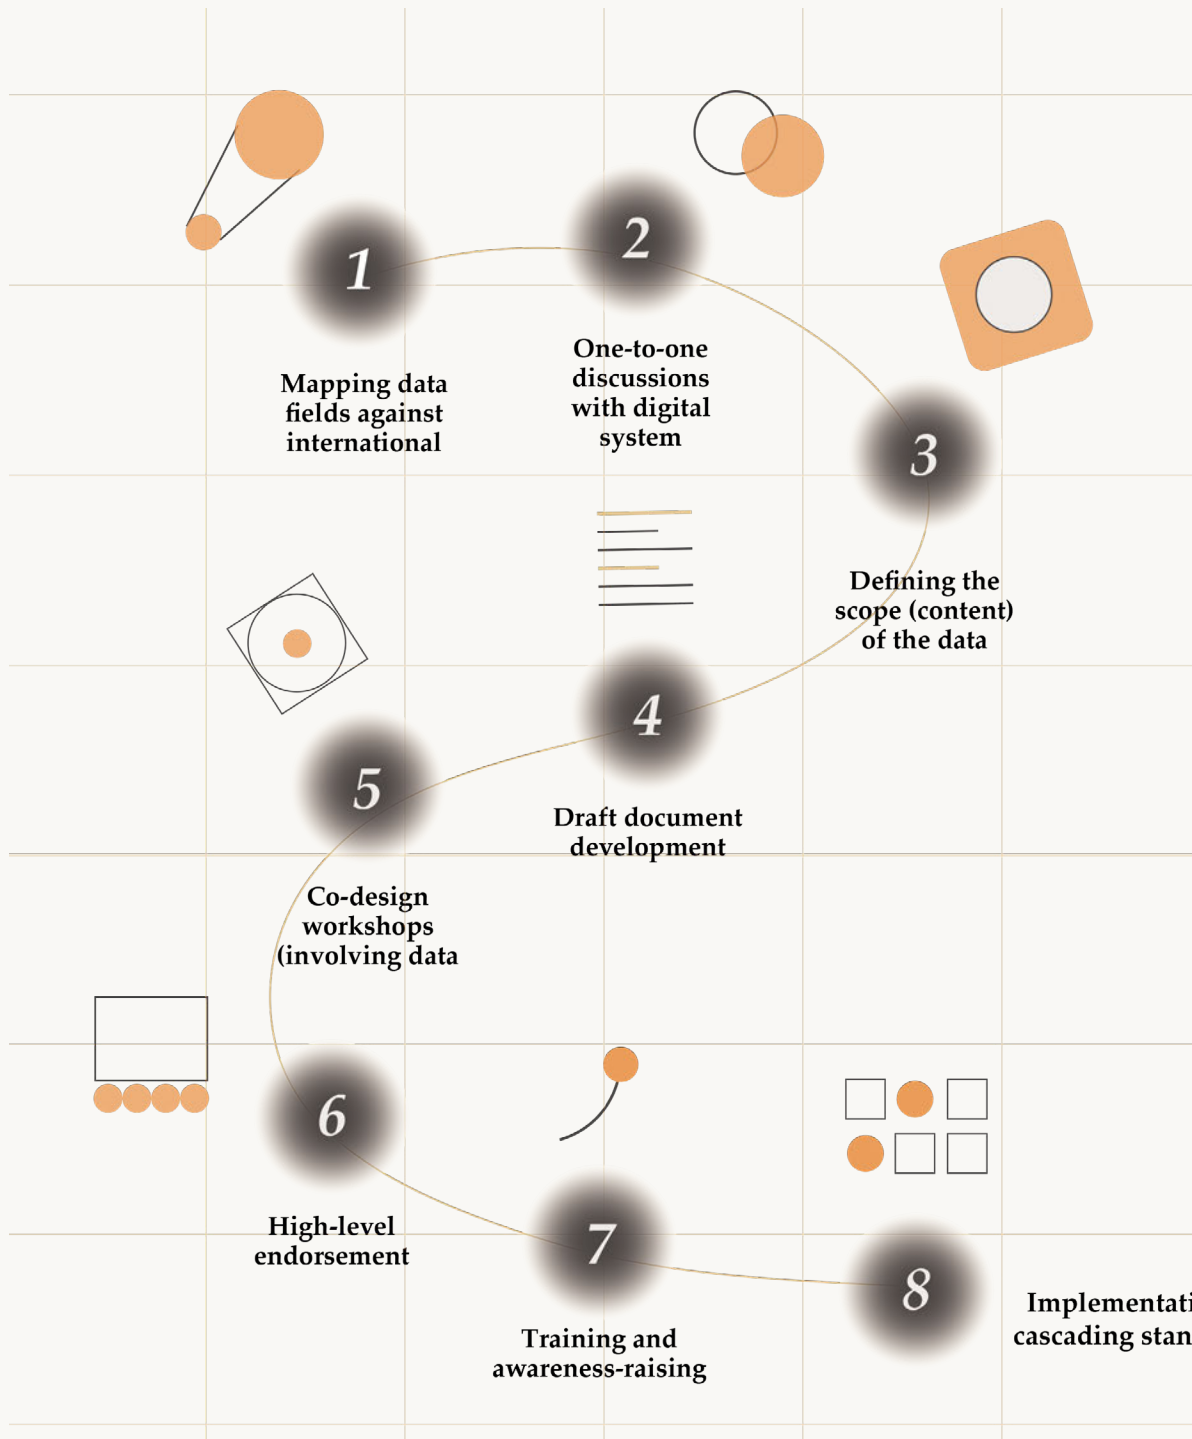 1
Mapping data
fields against
international
2
One-to-one
discussions
with digital
system
3
Defining the
scope (content)
of the data
4
Draft document
development
5
Co-design
workshops
(involving data
6
High-level
endorsement
7
Training and
awareness-raising
8
cascading